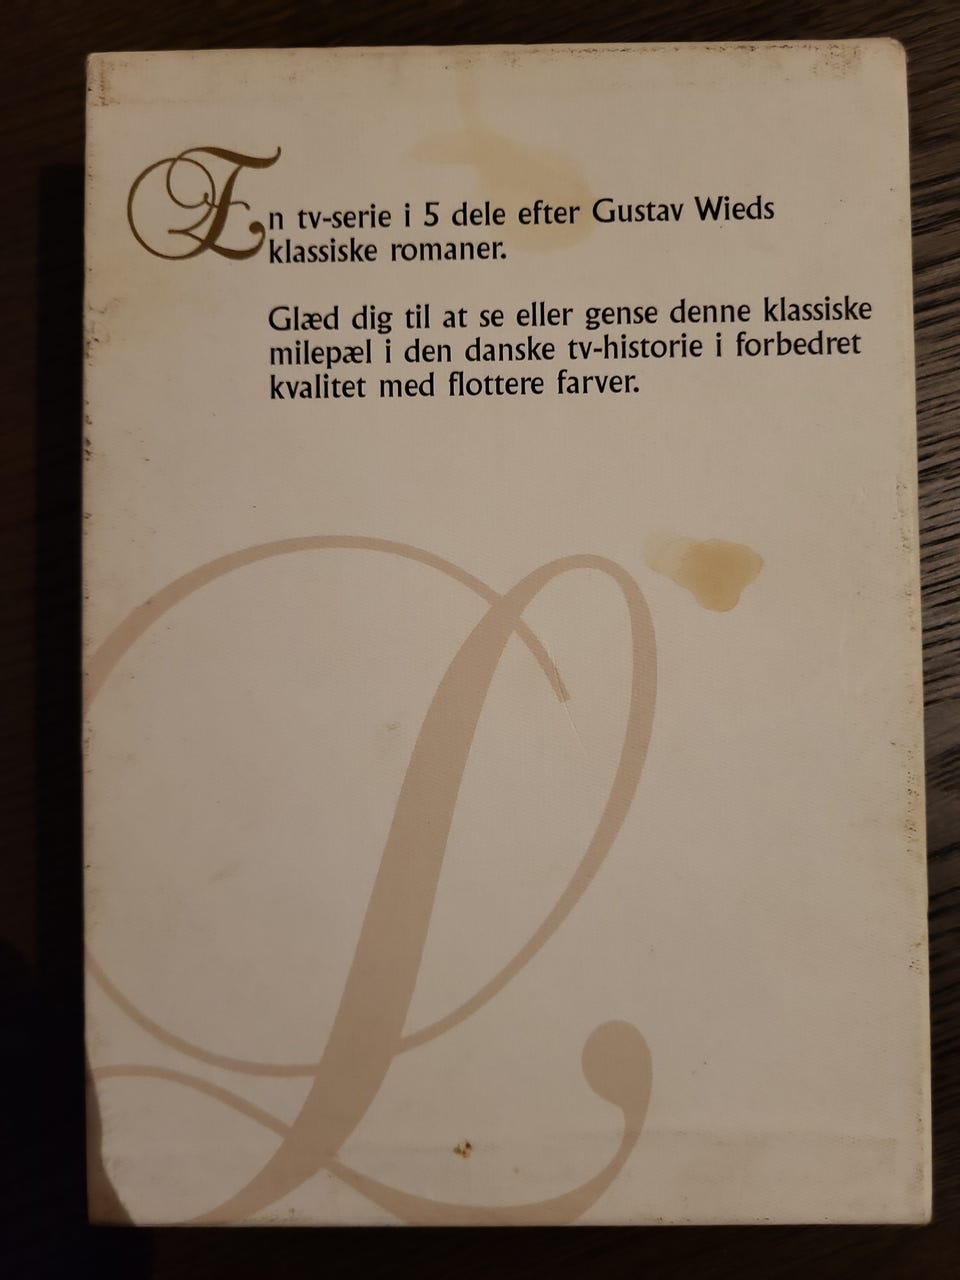 En tv-serie i 5 dele efter Gustav Wieds
klassiske romaner.
Glæd dig til at se eller gense denne klassiske
milepæl i den danske tv-historie i forbedret
kvalitet med flottere farver.
L